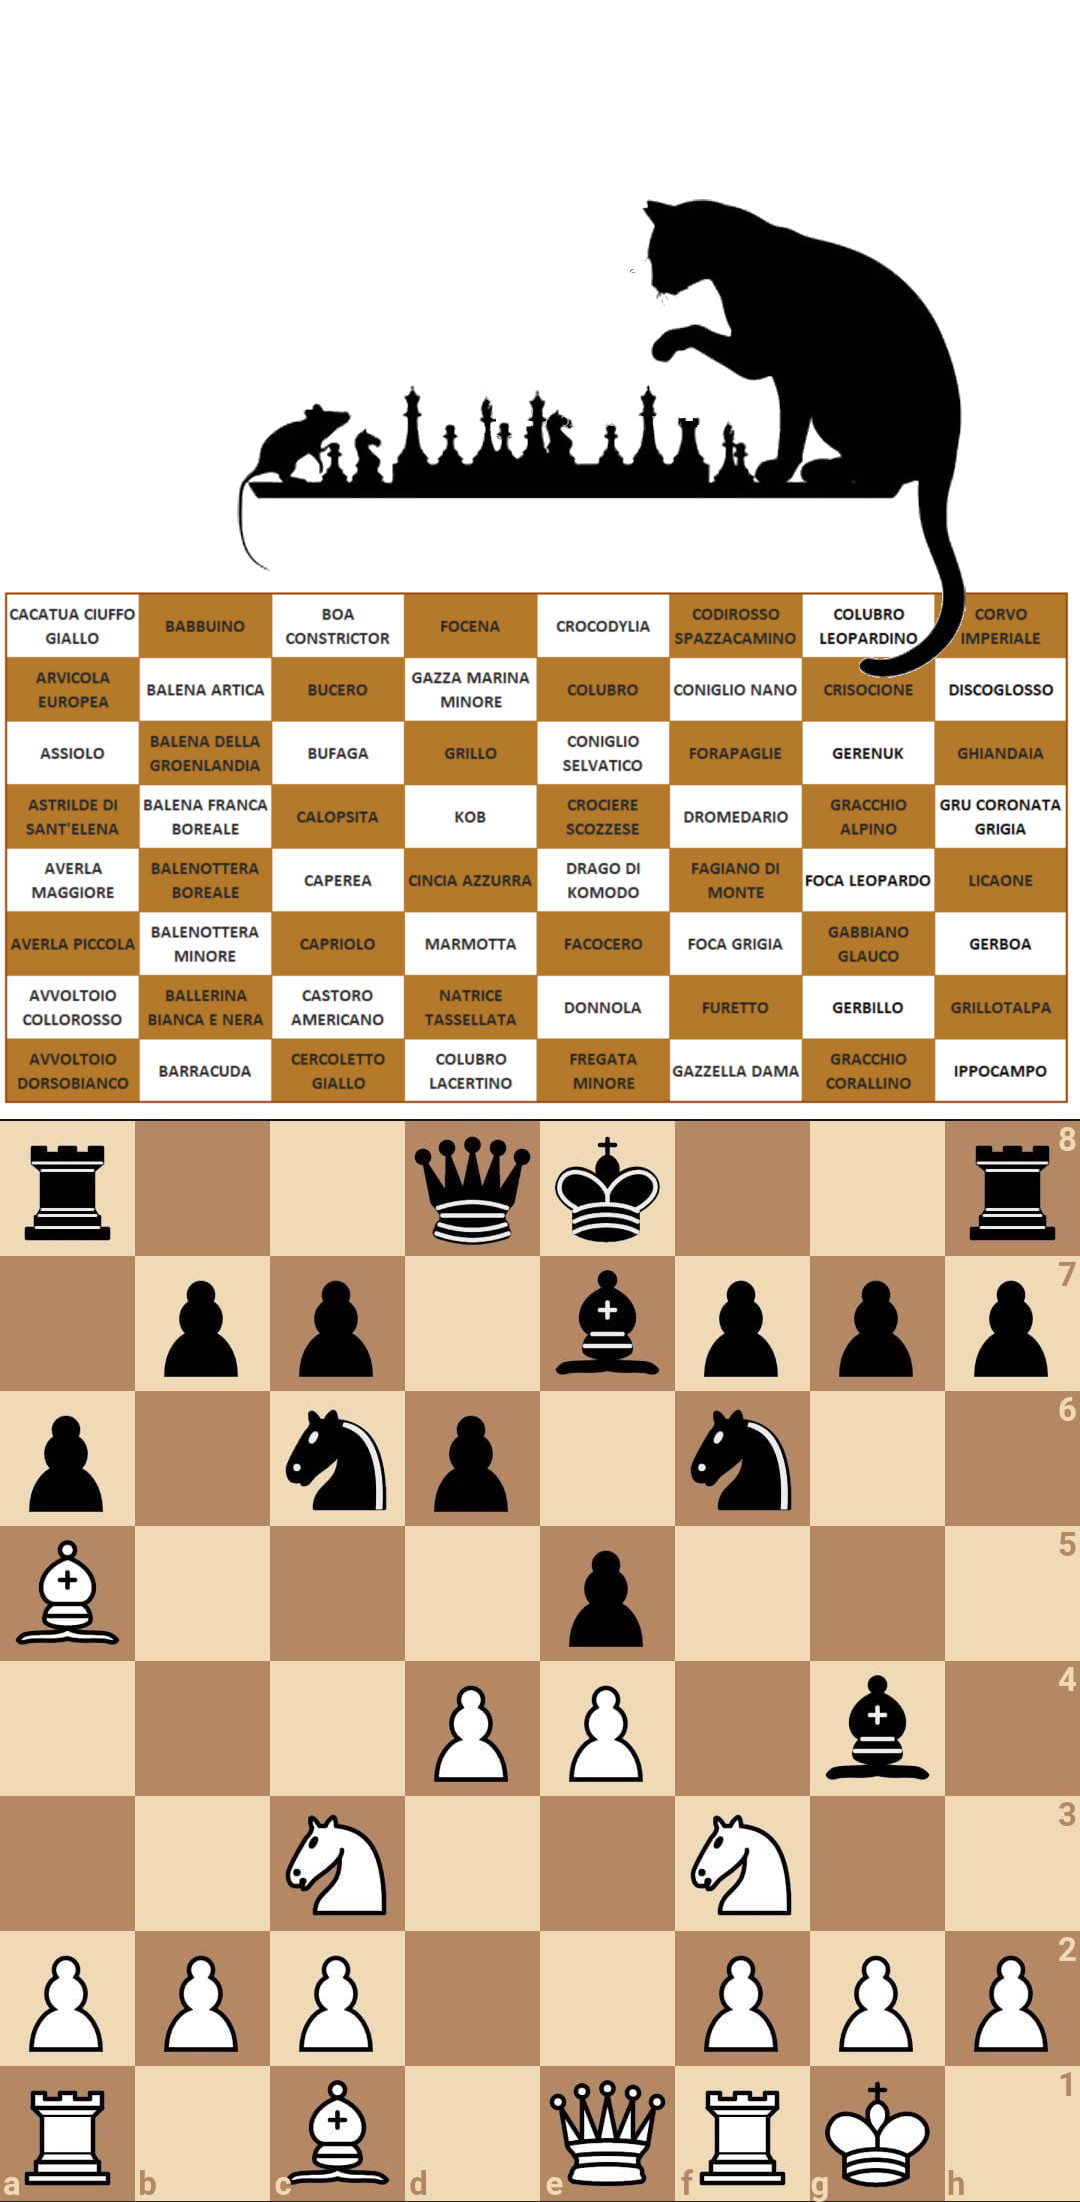 CACATUA CIUFFO GIALLO
BABBUINO
BOA CONSTRICTOR
FOCENA
CROCODYLIA
CODIROSSO SPAZZACAMINO
COLUBRO LEOPARDINO
CORVO IMPERIALE
ARVICOLA EUROPEA
BALENA ARTICA
BUCERO
GAZZA MARINA MINORE
COLUBRO
CONIGLIO NANO
CRISOCIONE
DISCOGLOSSO
ASSIOLO
BALENA DELLA GROENLANDIA
BUFAGA
GRILLO
CONIGLIO SELVATICO
FORAPAGLIE
GERENUK
GHIANDAIA
ASTRILDE DI SANT'ELENA
BALENA FRANCA BOREALE
CALOPSITA
KOB
CROCIERE SCOZZESE
DROMEDARIO
GRACCHIO ALPINO
GRU CORONATA GRIGIA
AVERLA MAGGIORE
BALENOTTERA BOREALE
CAPEREA
CINCIA AZZURRA
DRAGO DI KOMODO
FAGIANO DI MONTE
FOCA LEOPARDO
LICAONE
AVERLA PICCOLA
BALENOTTERA MINORE
CAPRIOLO
MARMOTTA
FACOCERO
FOCA GRIGIA
GABBIANO GLAUCO
GERBOA
AVVOLTOIO COLLOROSSO
BALLERINA BIANCA E NERA
CASTORO AMERICANO
NATRICE TASSELLATA
DONNOLA
FURETTO
GERBILLO
GRILLOTALPA
AVVOLTOIO DORSOBIANCO
BARRACUDA
CERCOLETTO GIALLO
COLUBRO LACERTINO
FREGATA MINORE
GAZZELLA DAMA
GRACCHIO CORALLINO
IPPOCAMPO
8
7
6
5
4
3
2
1
a b c d e f g h